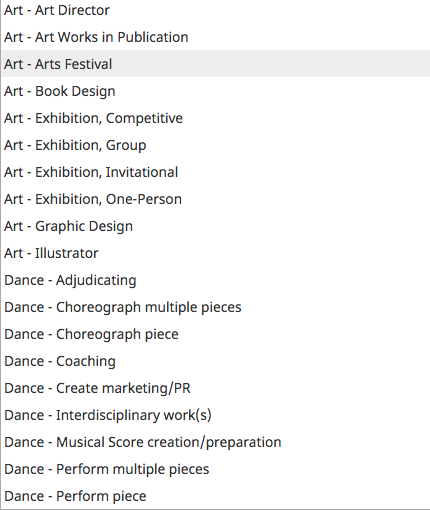 Art - Art Director
Art - Art Works in Publication
Art - Arts Festival
Art - Book Design
Art - Exhibition, Competitive
Art - Exhibition, Group
Art - Exhibition, Invitational
Art - Exhibition, One-Person
Art - Graphic Design
Art - Illustrator
Dance - Adjudicating
Dance - Choreograph multiple pieces
Dance - Choreograph piece
Dance - Coaching
Dance - Create marketing/PR
Dance - Interdisciplinary work(s)
Dance - Musical Score creation/preparation
Dance - Perform multiple pieces
Dance - Perform piece